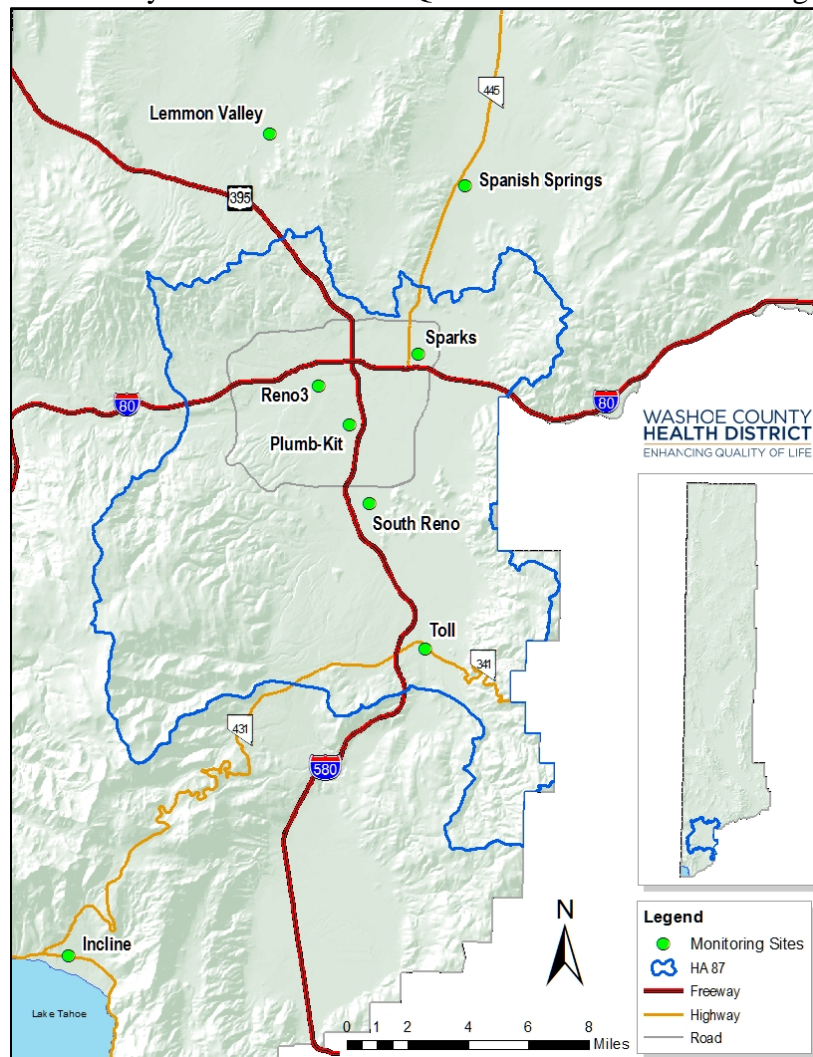 445
Lemmon Valley
Spanish Springs
395
Sparks
Reno3
80
80
Plumb-Kit
WASHOE COUNTY
HEALTH DISTRICT
ENHANCING QUALITY OF LIFE
South Reno
Toll
341
431
580
N
Legend
Monitoring Sites
HA 87
Freeway
Highway
Road
Incline
Lake Tahoe
0 1 2 4 6 8
Miles